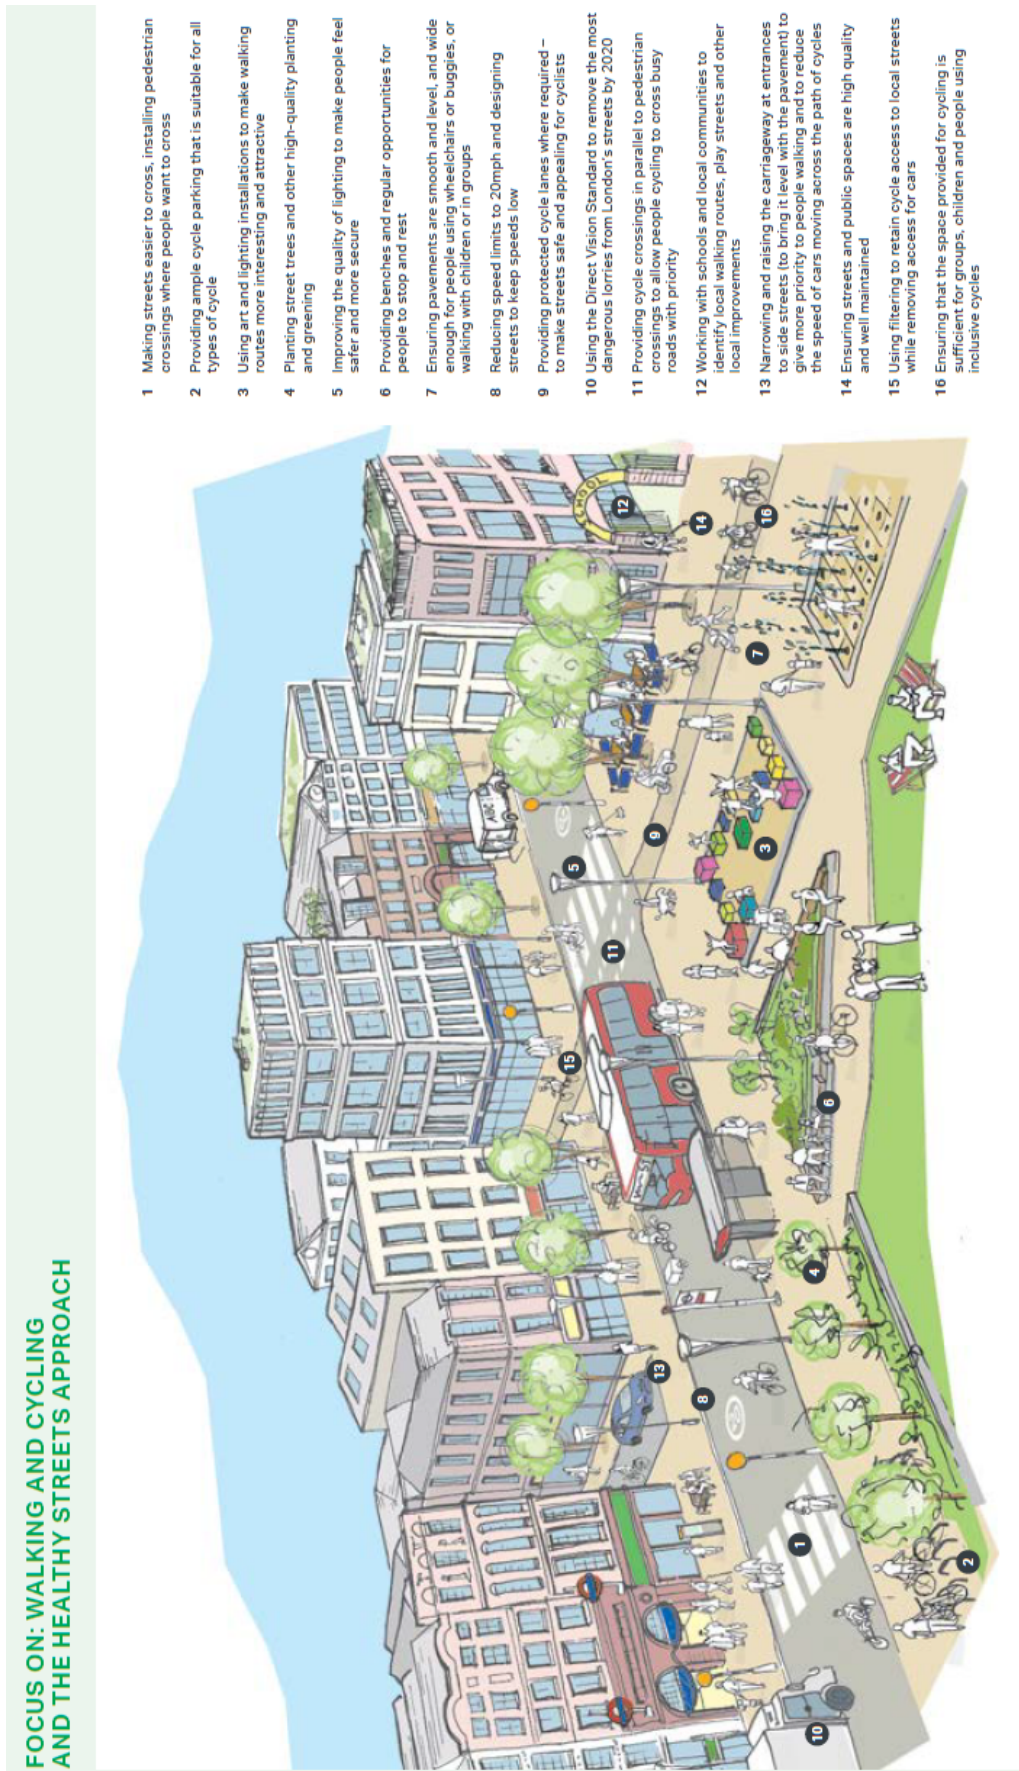 FOCUS ON: WALKING AND CYCLING
AND THE HEALTHY STREETS APPROACH
SCHOOL
12
14
16
7
5
9
3
11
15
6
4
13
8
1
2
10
1 Making streets easier to cross, installing pedestrian
crossings where people want to cross
2 Providing ample cycle parking that is suitable for all
types of cycle
3 Using art and lighting installations to make walking
routes more interesting and attractive
4 Planting street trees and other high-quality planting
and greening
5 Improving the quality of lighting to make people feel
safer and more secure
6 Providing benches and regular opportunities for
people to stop and rest
7 Ensuring pavements are smooth and level, and wide
enough for people using wheelchairs or buggies, or
walking with children or in groups
8 Reducing speed limits to 20mph and designing
streets to keep speeds low
9 Providing protected cycle lanes where required –
to make streets safe and appealing for cyclists
10 Using the Direct Vision Standard to remove the most
dangerous lorries from London's streets by 2020
11 Providing cycle crossings in parallel to pedestrian
crossings to allow people cycling to cross busy
roads with priority
12 Working with schools and local communities to
identify local walking routes, play streets and other
local improvements
13 Narrowing and raising the carriageway at entrances
to side streets (to bring it level with the pavement) to
give more priority to people walking and to reduce
the speed of cars moving across the path of cycles
14 Ensuring streets and public spaces are high quality
and well maintained
15 Using filtering to retain cycle access to local streets
while removing access for cars
16 Ensuring that the space provided for cycling is
sufficient for groups, children and people using
inclusive cycles